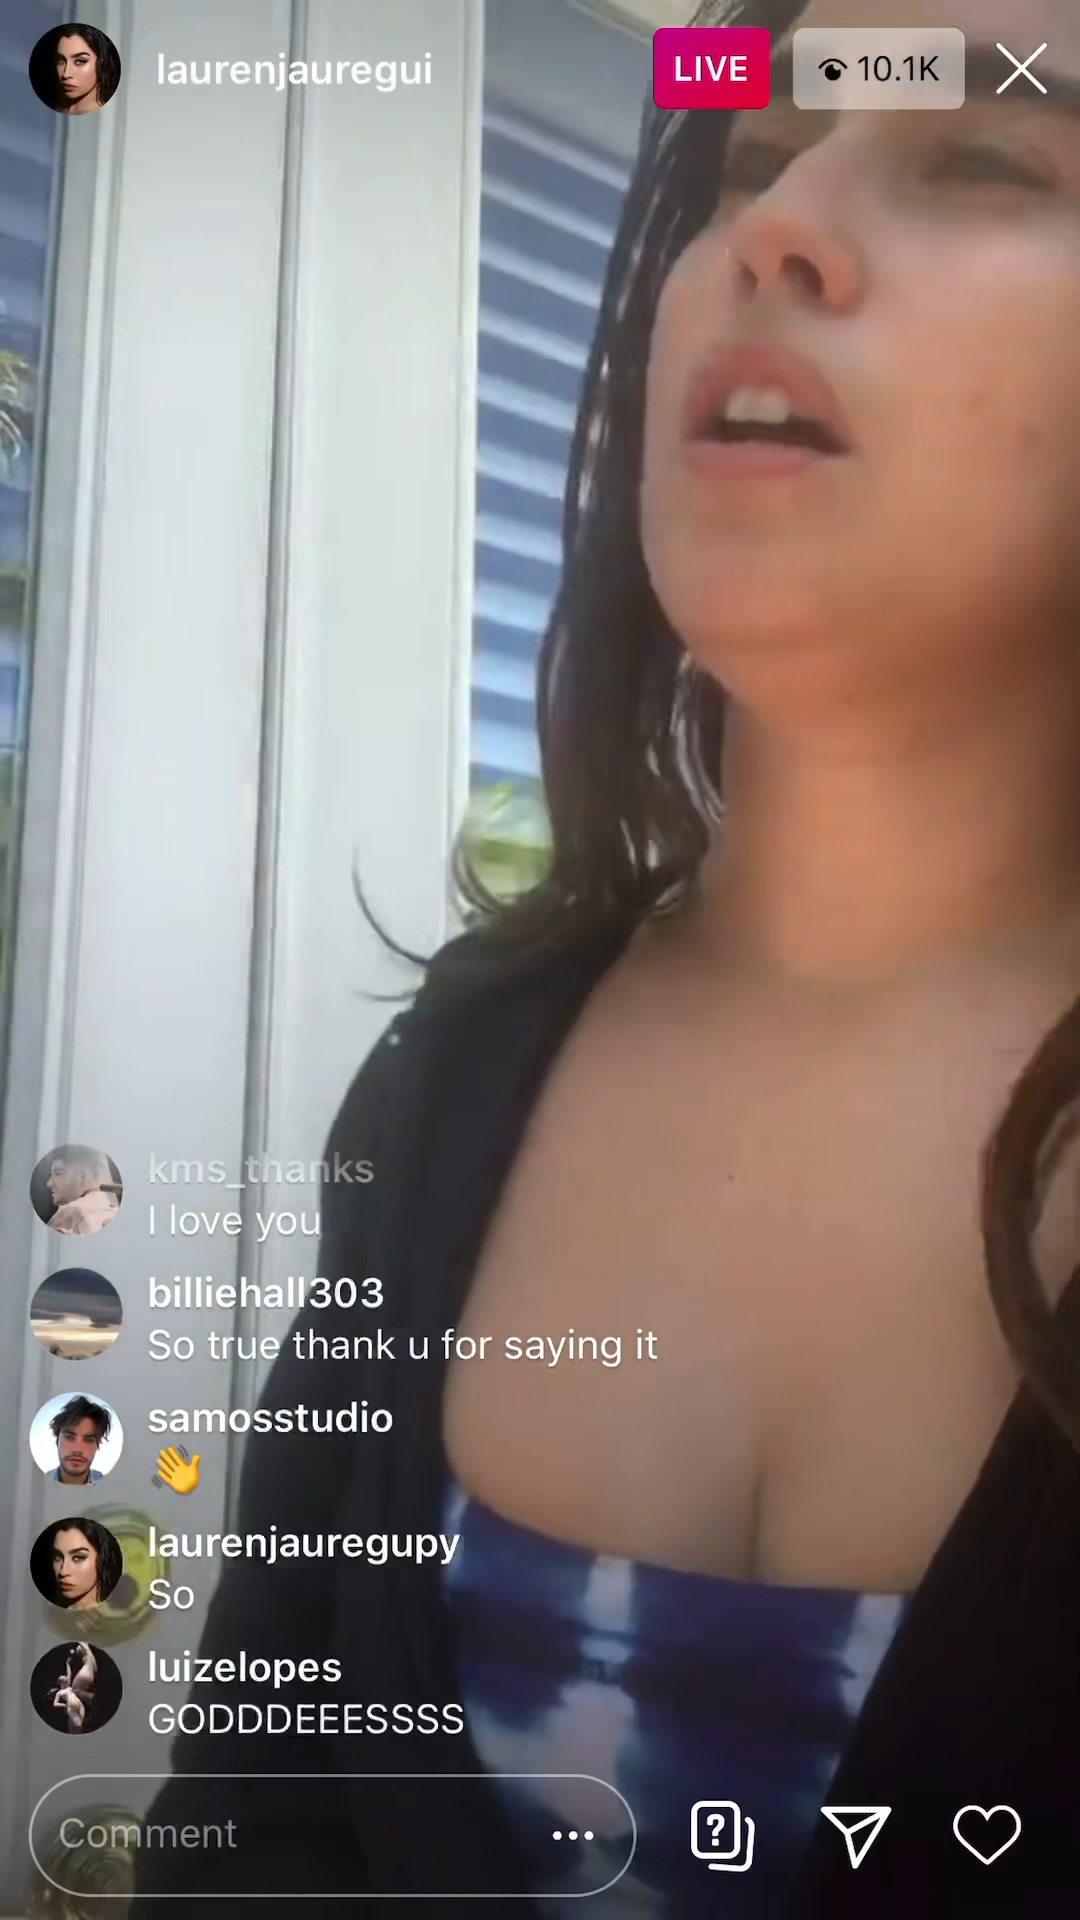 laurenjauregui
LIVE
10.1K
kms_thanks
I love you
billiehall303
So true thank u for saying it
samosstudio
👋
laurenjauregupy
So
luizelopes
GODDDEEESSSS
Comment
?